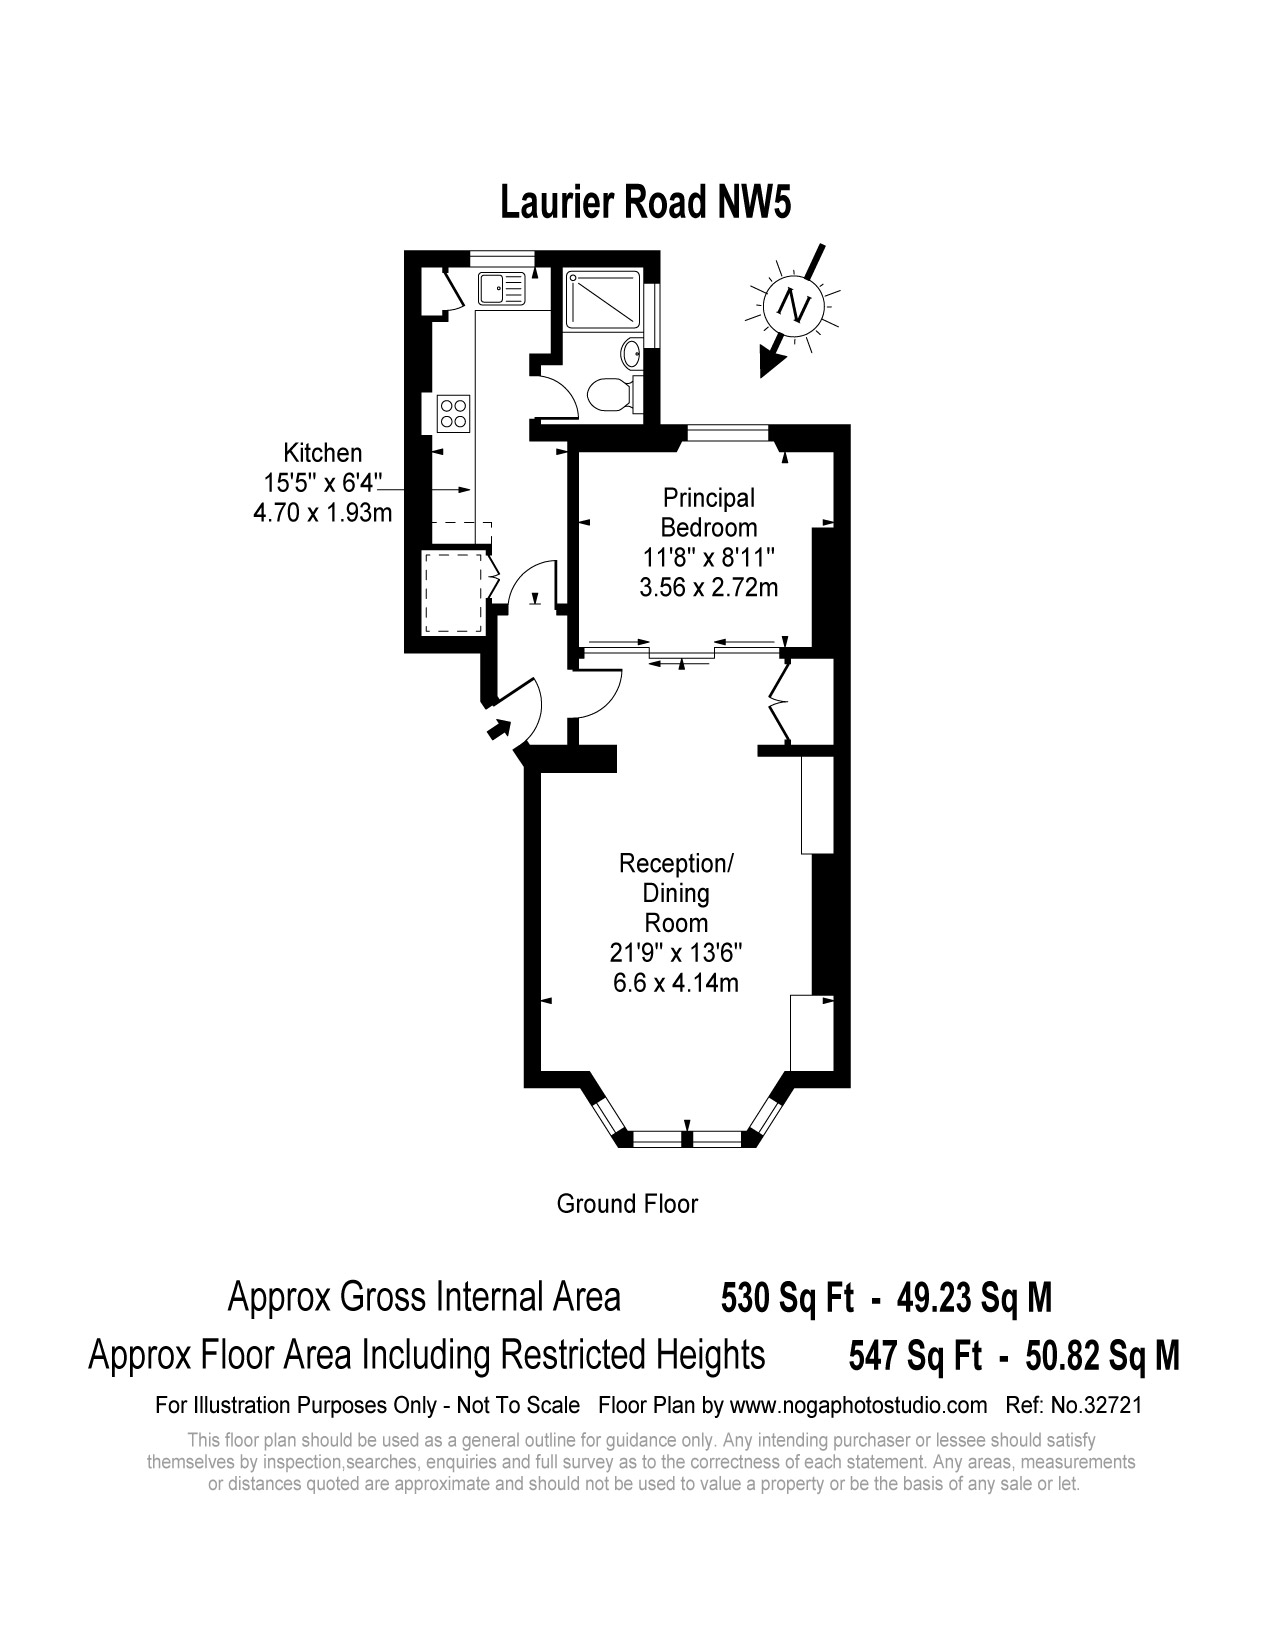 Laurier Road NW5
N
Kitchen
15'5" x 6'4"
4.70 x 1.93m
Principal
Bedroom
11'8" x 8'11"
3.56 x 2.72m
Reception/
Dining
Room
21'9" x 13'6"
6.6 x 4.14m
Ground Floor
Approx Gross Internal Area 530 Sq Ft - 49.23 Sq M
Approx Floor Area Including Restricted Heights 547 Sq Ft - 50.82 Sq M
For Illustration Purposes Only - Not To Scale Floor Plan by www.nogaphotostudio.com Ref: No.32721
This floor plan should be used as a general outline for guidance only. Any intending purchaser or lessee should satisfy
themselves by inspection,searches, enquiries and full survey as to the correctness of each statement. Any areas, measurements
or distances quoted are approximate and should not be used to value a property or be the basis of any sale or let.